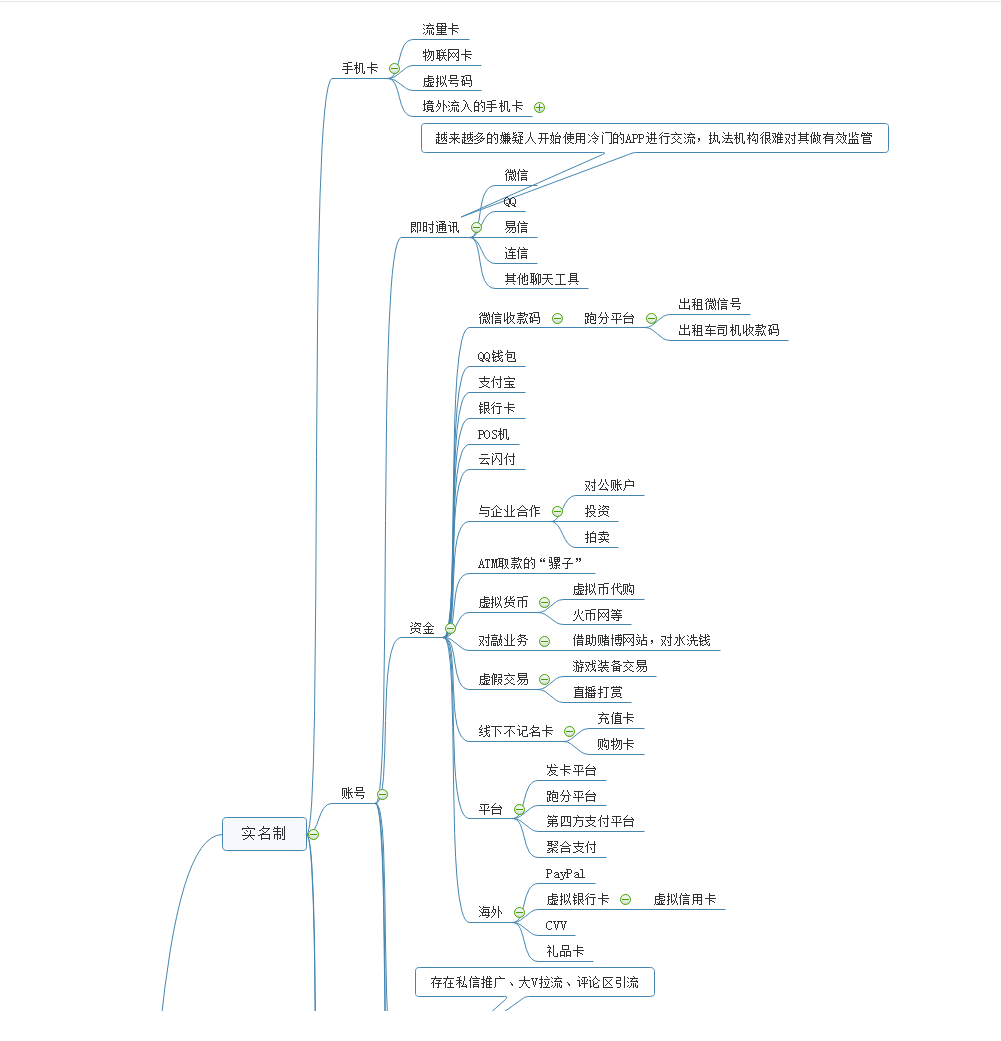 流量卡
物联网卡
手机卡
虚拟号码
境外流入的手机卡
越来越多的嫌疑人开始使用冷门的APP进行交流，执法机构很难对其做有效监管
微信
QQ
即时通讯
易信
连信
其他聊天工具
出租微信号
微信收款码
跑分平台
出租车司机收款码
QQ钱包
支付宝
银行卡
POS机
云闪付
对公账户
与企业合作
投资
拍卖
ATM取款的“骡子”
虚拟币代购
虚拟货币
火币网等
资金
对敲业务
借助赌博网站，对水洗钱
游戏装备交易
虚假交易
直播打赏
充值卡
线下不记名卡
购物卡
发卡平台
账号
跑分平台
平台
第四方支付平台
实名制
聚合支付
PayPal
虚拟银行卡
虚拟信用卡
海外
CVV
礼品卡
存在私信推广、大V拉流、评论区引流